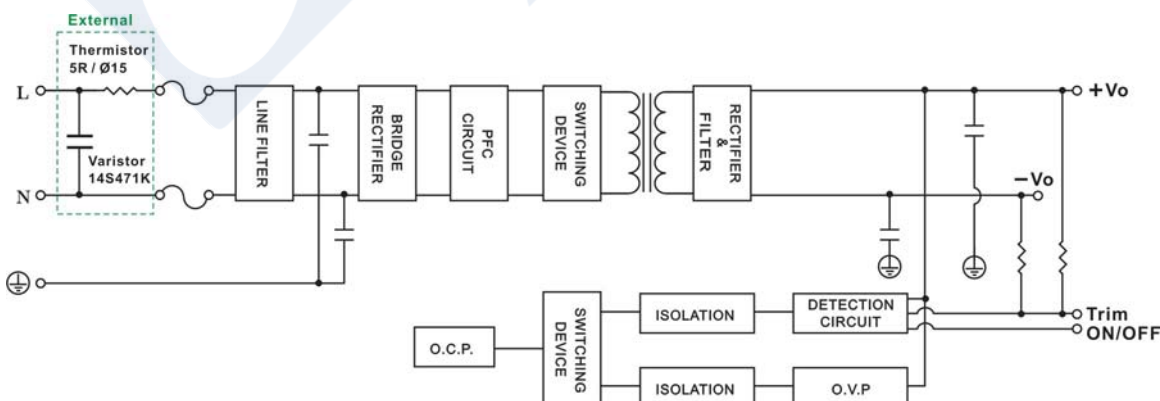 External
Thermistor
5R / Ø15
L
Varistor
14S471K
N
LINE FILTER
BRIDGE
RECTIFIER
PFC
CIRCUIT
SWITCHING
DEVICE
RECTIFIER
&
FILTER
+Vo
−Vo
O.C.P.
SWITCHING
DEVICE
ISOLATION
DETECTION
CIRCUIT
Trim
ON/OFF
ISOLATION
O.V.P